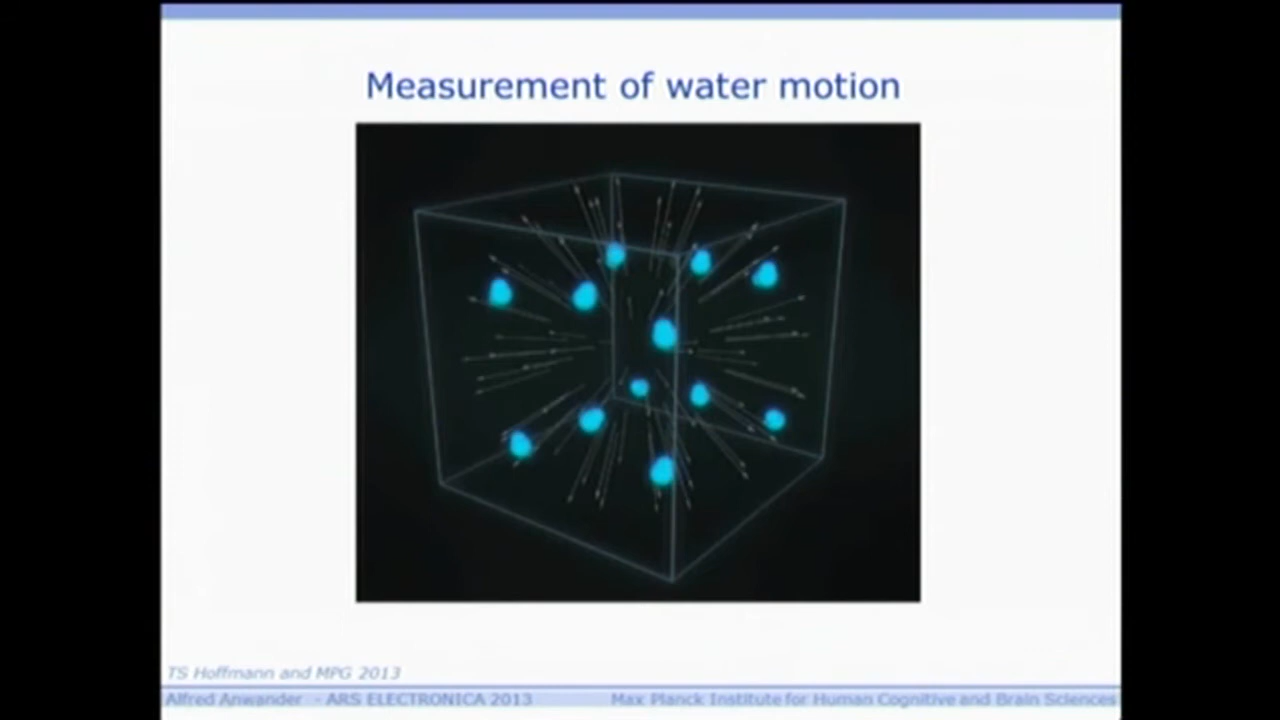 Measurement of water motion
TS Hoffmann and MPG 2013
Alfred Anwander - ARS ELECTRONICA 2013 Max Planck Institute for Human Cognitive and Brain Sciences